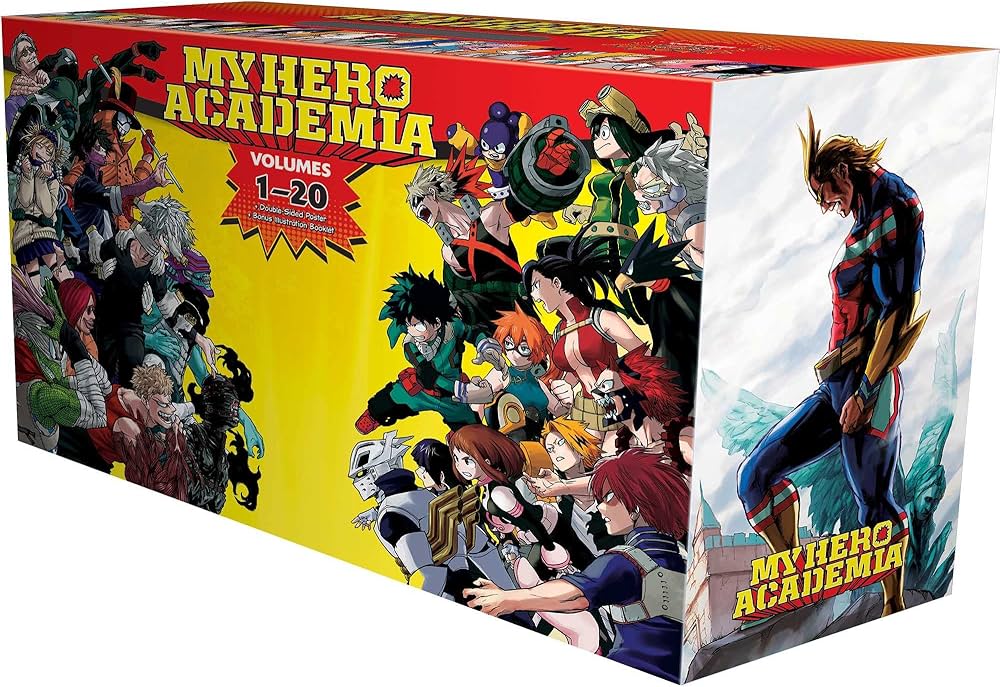 MY HERO
ACADEMIA
VOLUMES
1–20
• Double-Sided Poster
• Bonus Illustration Booklet
MY HERO
ACADEMIA